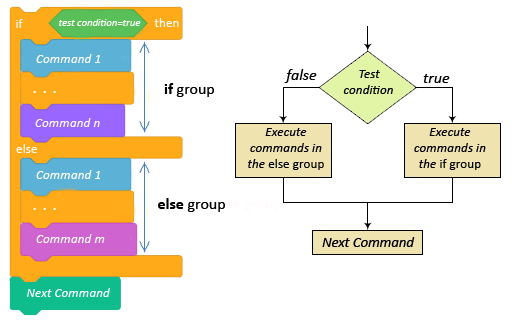 if test condition=true then
Command 1
. . .
Command n
if group
else
Command 1
. . .
Command m
else group
Next Command
Test
condition
false
true
Execute
commands in
the else group
Execute
commands in
the if group
Next Command